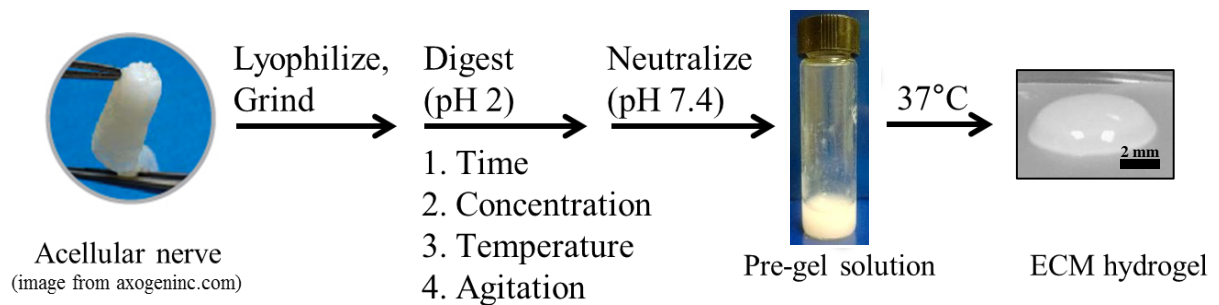 Lyophilize,
Grind
Digest
(pH 2)
Neutralize
(pH 7.4)
37°C
1. Time
2. Concentration
3. Temperature
4. Agitation
2 mm
Acellular nerve
(image from axogeninc.com)
Pre-gel solution
ECM hydrogel